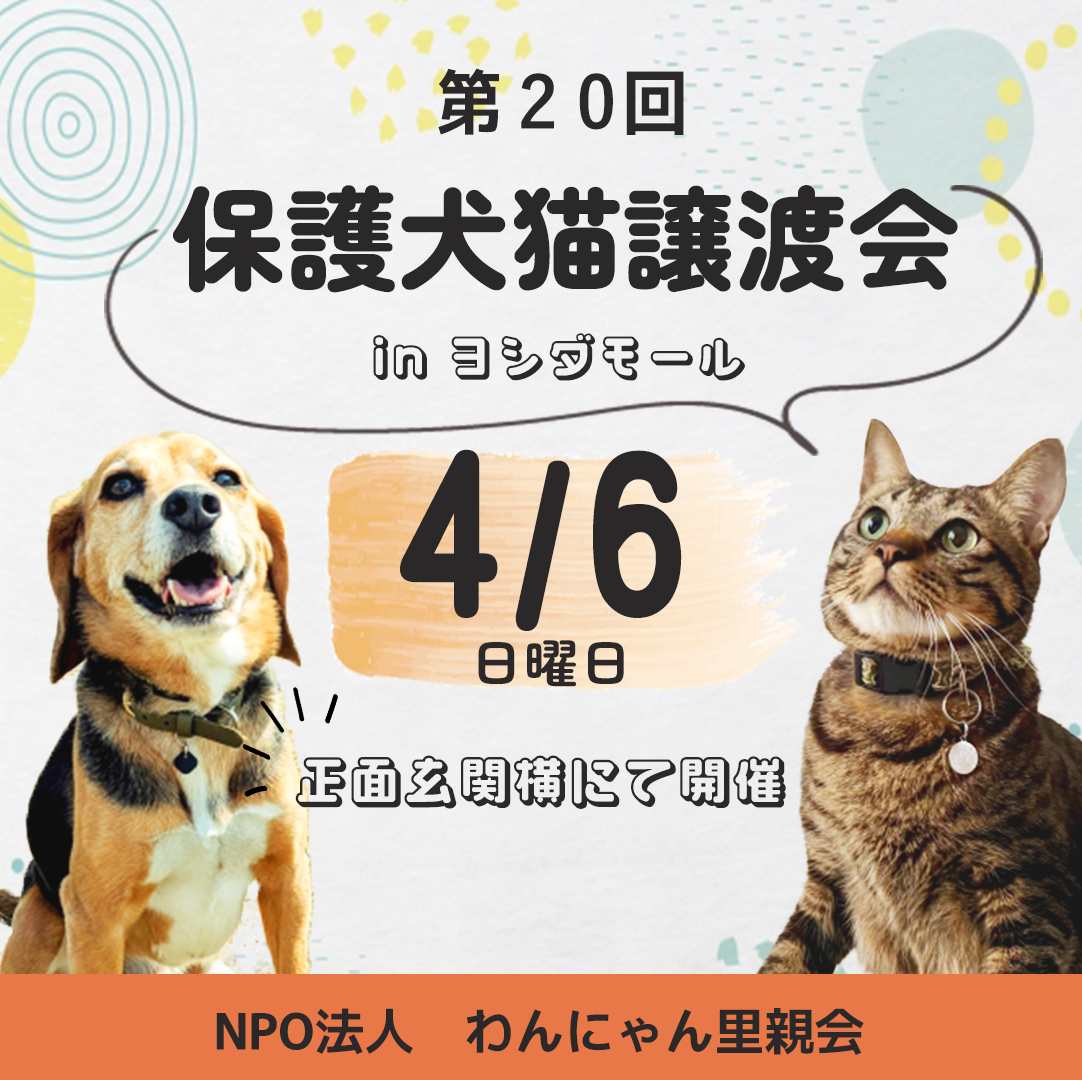 第２０回
保護犬猫譲渡会
in ヨシダモール
4/6
日曜日
正面玄関横にて開催
NPO法人　わんにゃん里親会